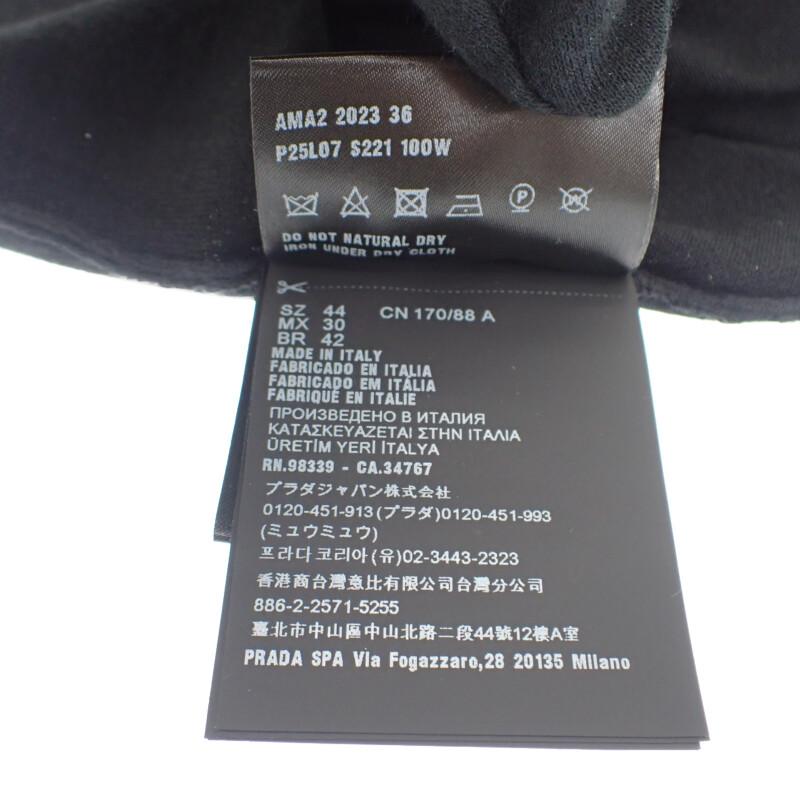 AMA2 2023 36
P25L07 S221 100W
P
W
DO NOT NATURAL DRY
IRON UNDER DRY CLOTH
SZ 44 CN 170/88 A
MX 30
BR 42
MADE IN ITALY
FABRICADO EN ITALIA
FABRICADO EM ITÁLIA
FABRIQUÉ EN ITALIE
ПРОИЗВЕДЕНО В ИТАЛИЯ
ΚΑΤΑΣΚΕΥΑΖΕΤΑΙ ΣΤΗΝ ΙΤΑΛΙΑ
ÜRETİM YERİ İTALYA
RN.98339 - CA.34767
プラダジャパン株式会社
0120-451-913(プラダ)0120-451-993
(ミュウミュウ)
프라다코리아(유)02-3443-2323
香港商台灣意比有限公司台灣分公司
886-2-2571-5255
臺北市中山區中山北路二段44號12樓A室
PRADA SPA Via Fogazzaro,28 20135 Milano